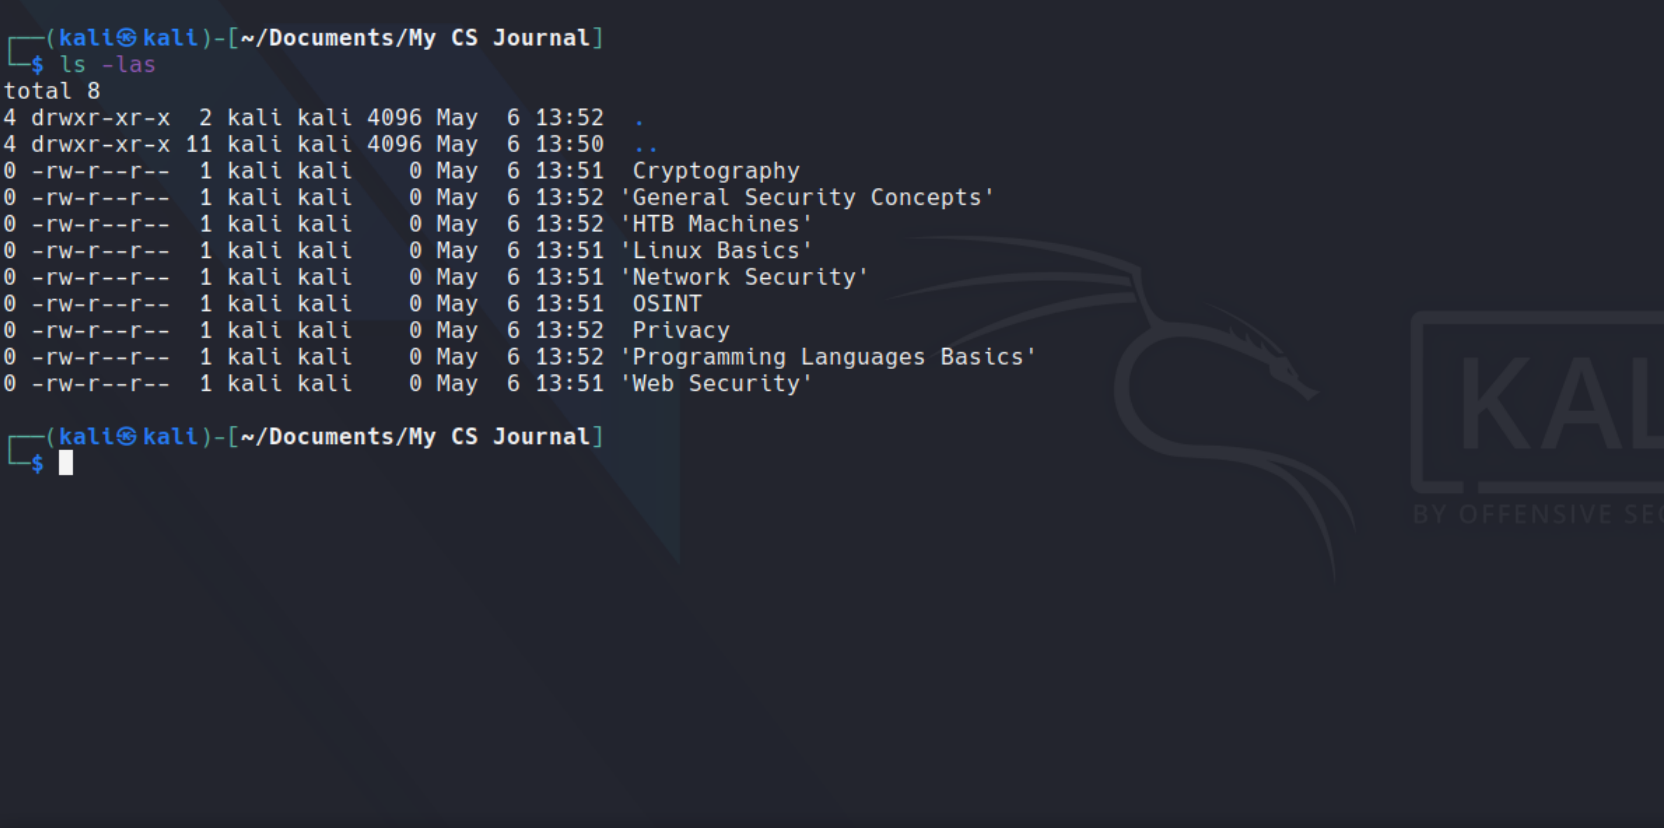 ┌──(kali㉿kali)-[~/Documents/My CS Journal]
└─$ ls -las
total 8
4 drwxr-xr-x  2 kali kali 4096 May  6 13:52  .
4 drwxr-xr-x 11 kali kali 4096 May  6 13:50  ..
0 -rw-r--r--  1 kali kali    0 May  6 13:51  Cryptography
0 -rw-r--r--  1 kali kali    0 May  6 13:52 'General Security Concepts'
0 -rw-r--r--  1 kali kali    0 May  6 13:52 'HTB Machines'
0 -rw-r--r--  1 kali kali    0 May  6 13:51 'Linux Basics'
0 -rw-r--r--  1 kali kali    0 May  6 13:51 'Network Security'
0 -rw-r--r--  1 kali kali    0 May  6 13:51  OSINT
0 -rw-r--r--  1 kali kali    0 May  6 13:52  Privacy
0 -rw-r--r--  1 kali kali    0 May  6 13:52 'Programming Languages Basics'
0 -rw-r--r--  1 kali kali    0 May  6 13:51 'Web Security'
┌──(kali㉿kali)-[~/Documents/My CS Journal]
└─$
KAL
BY OFFENSIVE SEC